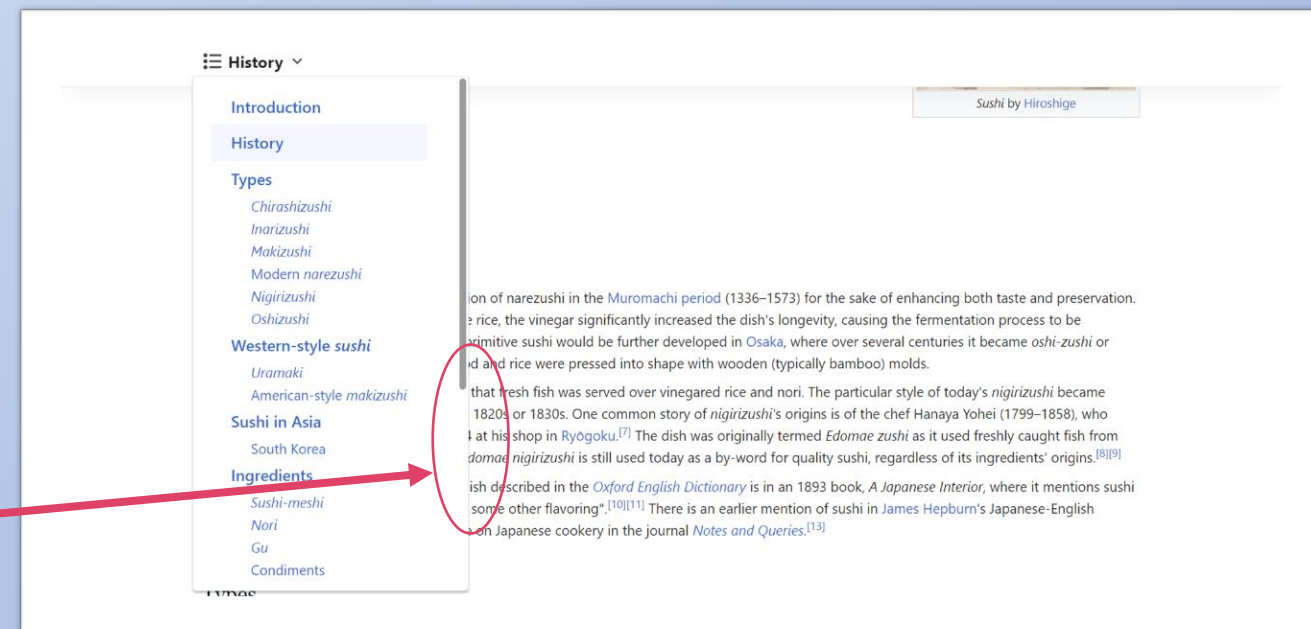 History
Introduction
History
Types
Chirashizushi
Inarizushi
Makizushi
Modern narezushi
Nigirizushi
Oshizushi
Western-style sushi
Uramaki
American-style makizushi
Sushi in Asia
South Korea
Ingredients
Sushi-meshi
Nori
Gu
Condiments
Sushi by Hiroshige
of narezushi in the Muromachi period (1336–1573) for the sake of enhancing both taste and preservation.
rice, the vinegar significantly increased the dish's longevity, causing the fermentation process to be
primitive sushi would be further developed in Osaka, where over several centuries it became oshi-zushi or
and rice were pressed into shape with wooden (typically bamboo) molds.
that fresh fish was served over vinegared rice and nori. The particular style of today's nigirizushi became
1820s or 1830s. One common story of nigirizushi's origins is of the chef Hanaya Yohei (1799–1858), who
at his shop in Ryōgoku.[7] The dish was originally termed Edomae zushi as it used freshly caught fish from
nigirizushi is still used today as a by-word for quality sushi, regardless of its ingredients' origins.[8][9]
described in the Oxford English Dictionary is in an 1893 book, A Japanese Interior, where it mentions sushi
some other flavoring".[10][11] There is an earlier mention of sushi in James Hepburn's Japanese-English
on Japanese cookery in the journal Notes and Queries.[13]
Types